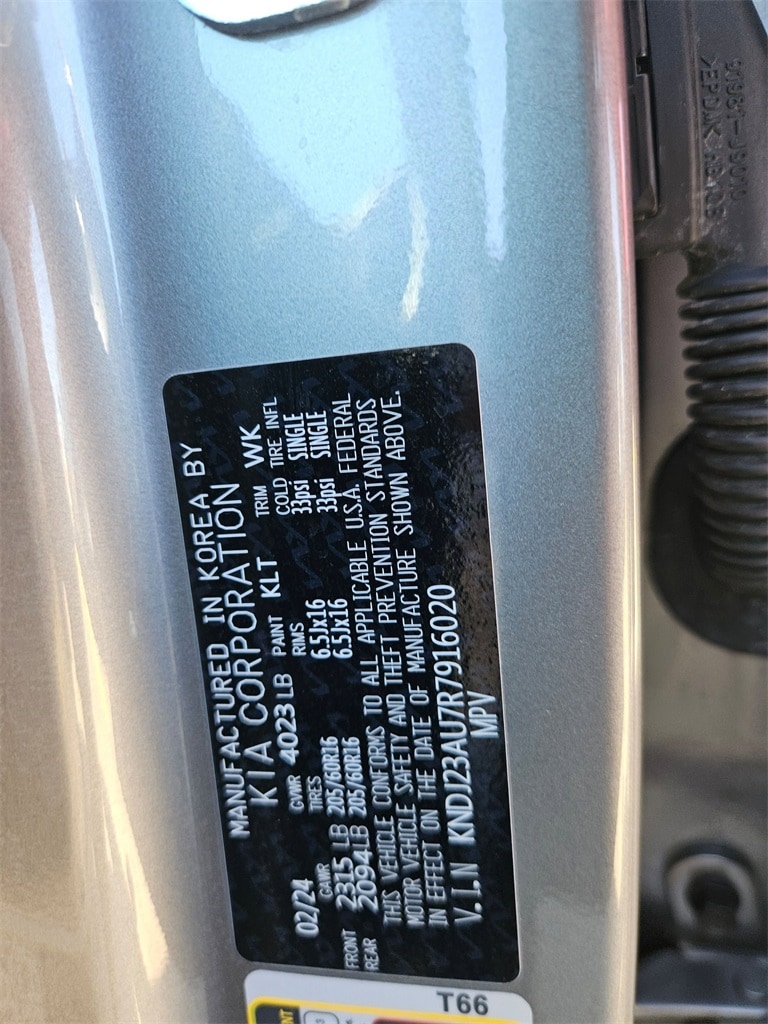 MANUFACTURED IN KOREA BY
KIA CORPORATION
02/24 GVWR 4023 LB PAINT KLT TRIM WK
GAWR TIRES RIMS COLD TIRE INFL
FRONT 2315 LB 205/60R16 6.5Jx16 33psi SINGLE
REAR 2094 LB 205/60R16 6.5Jx16 33psi SINGLE
THIS VEHICLE CONFORMS TO ALL APPLICABLE U.S.A. FEDERAL
MOTOR VEHICLE SAFETY AND THEFT PREVENTION STANDARDS
IN EFFECT ON THE DATE OF MANUFACTURE SHOWN ABOVE.
V.I.N KNDJ23AU7R7916020
MPV
T66